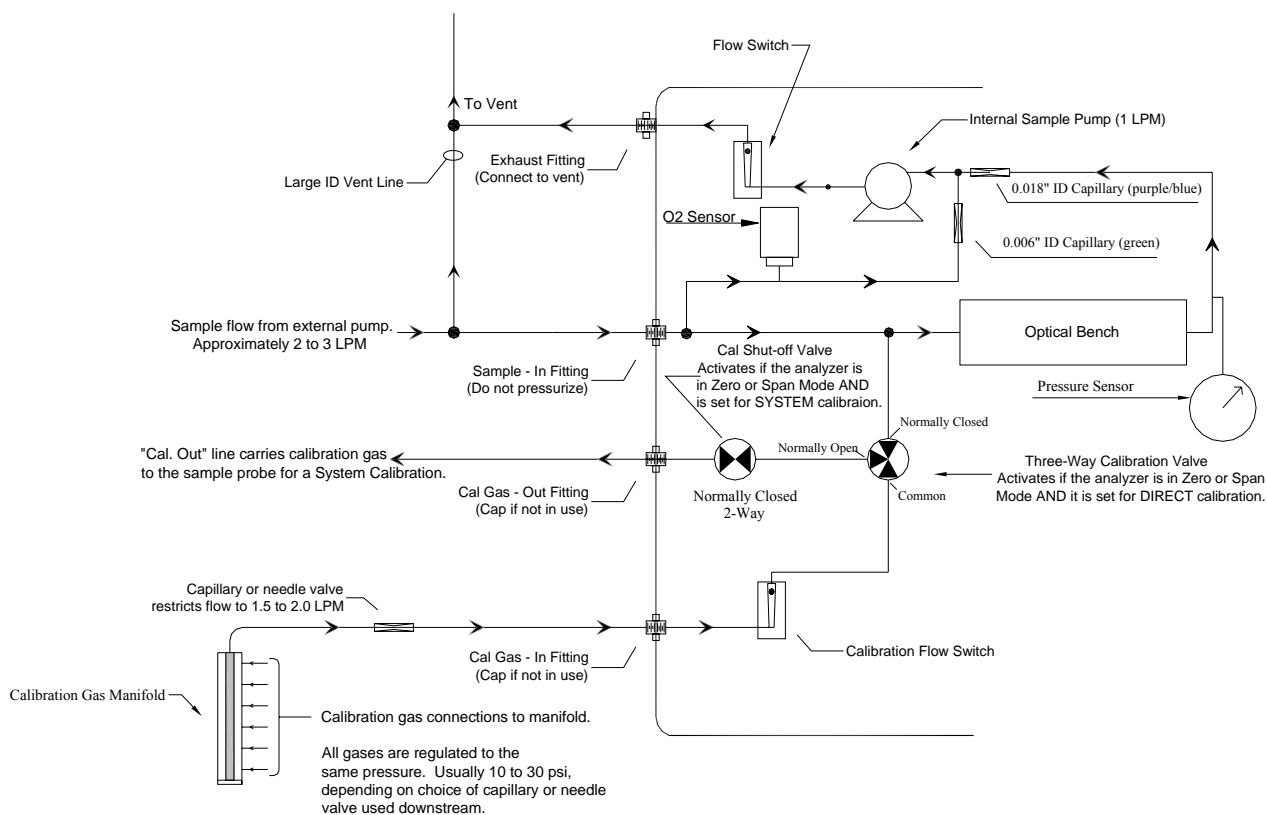 Flow Switch
To Vent
Internal Sample Pump (1 LPM)
Exhaust Fitting
(Connect to vent)
Large ID Vent Line
0.018" ID Capillary (purple/blue)
O2 Sensor
0.006" ID Capillary (green)
Sample flow from external pump.
Approximately 2 to 3 LPM
Optical Bench
Sample - In Fitting
(Do not pressurize)
Cal Shut-off Valve
Activates if the analyzer is
in Zero or Span Mode AND
is set for SYSTEM calibraion.
Pressure Sensor
Normally Closed
"Cal. Out" line carries calibration gas
to the sample probe for a System Calibration.
Normally Open
Three-Way Calibration Valve
Activates if the analyzer is in Zero or Span
Mode AND it is set for DIRECT calibration.
Cal Gas - Out Fitting
(Cap if not in use)
Normally Closed
2-Way
Common
Capillary or needle valve
restricts flow to 1.5 to 2.0 LPM
Cal Gas - In Fitting
(Cap if not in use)
Calibration Flow Switch
Calibration Gas Manifold
Calibration gas connections to manifold.
All gases are regulated to the
same pressure. Usually 10 to 30 psi,
depending on choice of capillary or needle
valve used downstream.